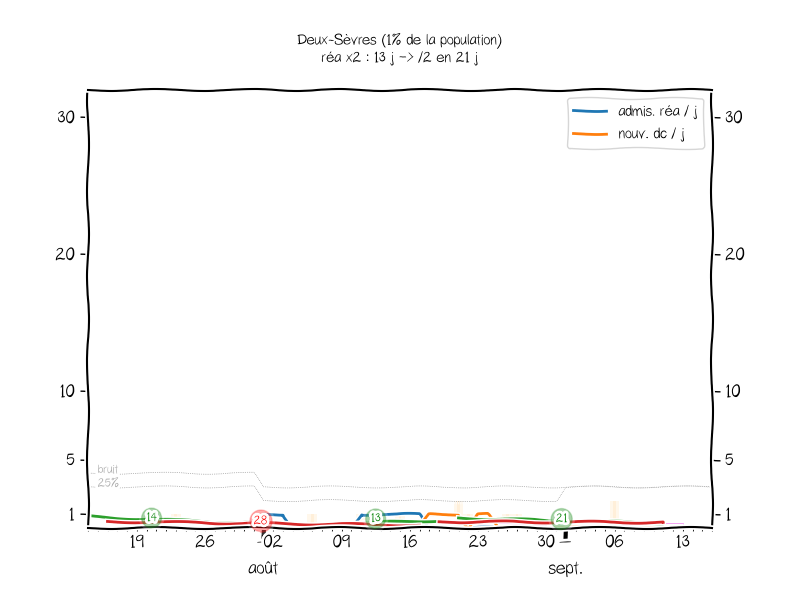 Deux-Sèvres (1% de la population)
réa x2 : 13 j -> /2 en 21 j
admis. réa / j
nouv. dc / j
30 30
20 20
10 10
5 5
bruit
25%
1 1
14 28 13 21
19 26 02 09 16 23 30 06 13
août sept.